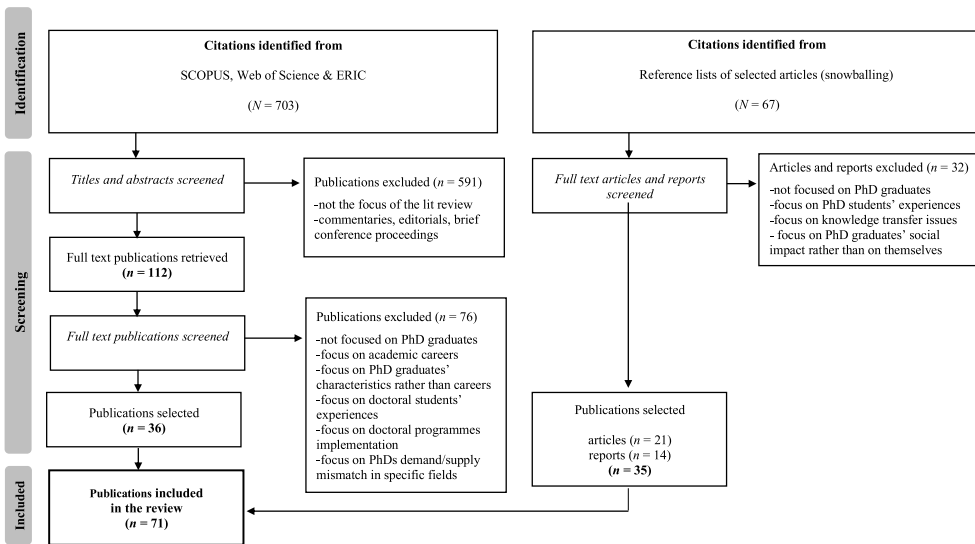 Identification
Citations identified from
SCOPUS, Web of Science & ERIC
(N = 703)
Citations identified from
Reference lists of selected articles (snowballing)
(N = 67)
Screening
Titles and abstracts screened
Publications excluded (n = 591)
-not the focus of the lit review
-commentaries, editorials, brief
conference proceedings
Full text articles and reports
screened
Articles and reports excluded (n = 32)
-not focused on PhD graduates
-focus on PhD students’ experiences
-focus on knowledge transfer issues
- focus on PhD graduates’ social
impact rather than on themselves
Full text publications retrieved
(n = 112)
Full text publications screened
Publications excluded (n = 76)
-not focused on PhD graduates
-focus on academic careers
-focus on PhD graduates’
characteristics rather than careers
-focus on doctoral students’
experiences
-focus on doctoral programmes
implementation
-focus on PhDs demand/supply
mismatch in specific fields
Publications selected
(n = 36)
Publications selected
articles (n = 21)
reports (n = 14)
(n = 35)
Included
Publications included
in the review
(n = 71)